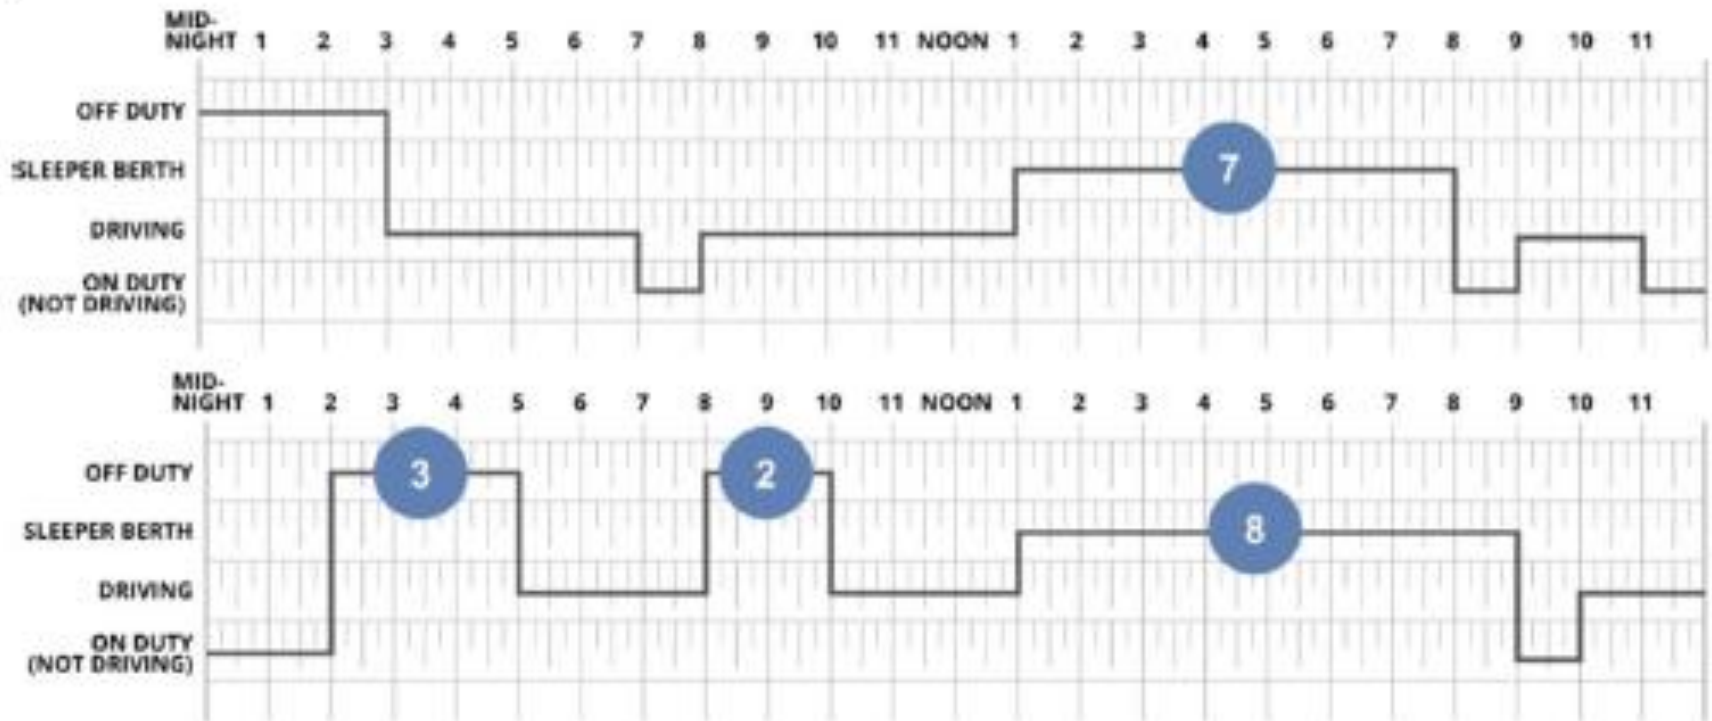 MID-
NIGHT 1 2 3 4 5 6 7 8 9 10 11 NOON 1 2 3 4 5 6 7 8 9 10 11
OFF DUTY
SLEEPER BERTH 7
DRIVING
ON DUTY
(NOT DRIVING)
MID-
NIGHT 1 2 3 4 5 6 7 8 9 10 11 NOON 1 2 3 4 5 6 7 8 9 10 11
OFF DUTY 3 2
SLEEPER BERTH 8
DRIVING
ON DUTY
(NOT DRIVING)